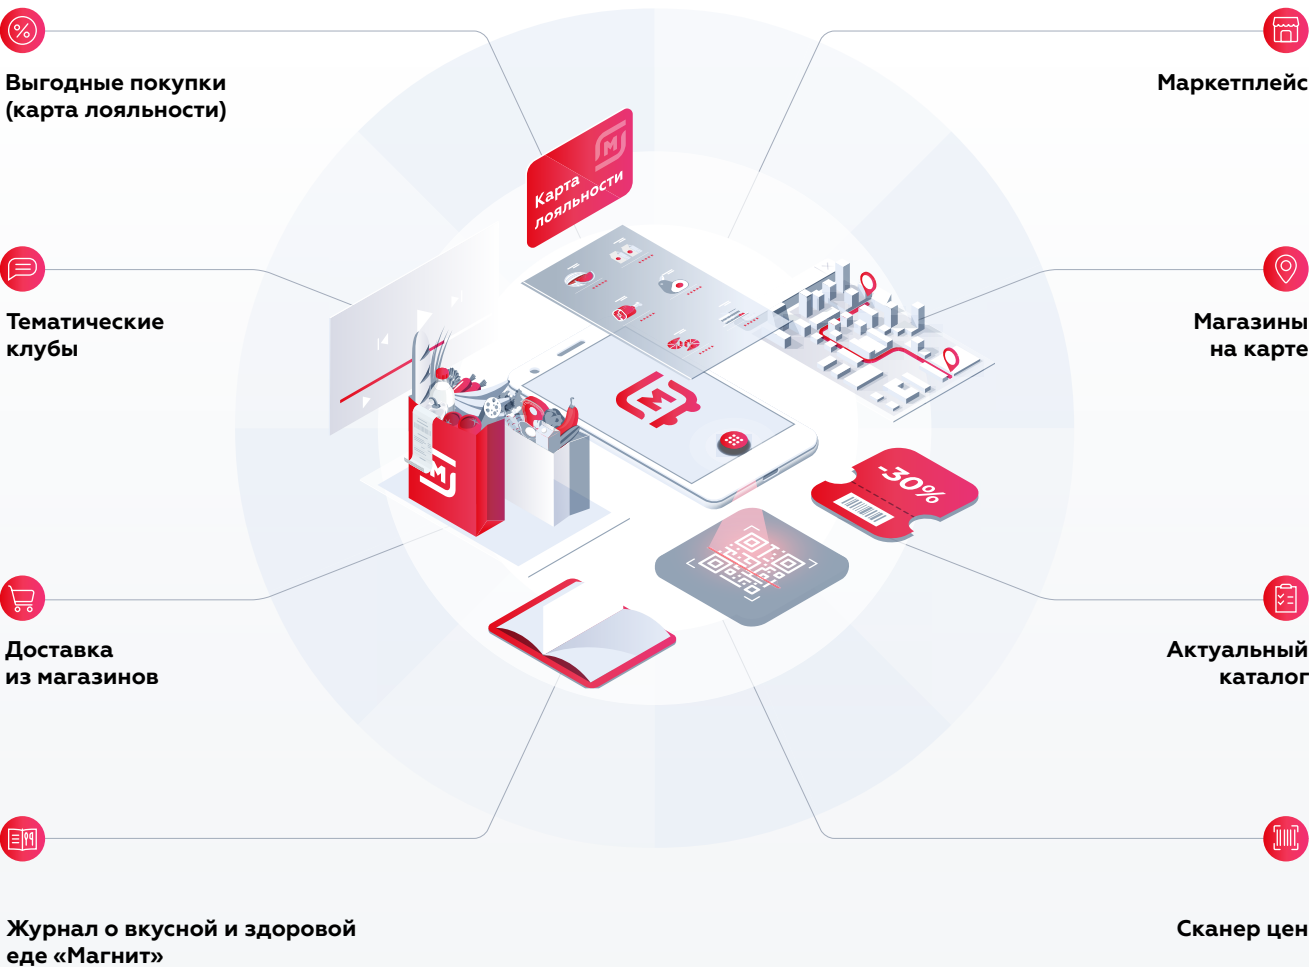 Выгодные покупки
(карта лояльности)
Маркетплейс
Карта
лояльности
Тематические
клубы
Магазины
на карте
-30%
Доставка
из магазинов
Актуальный
каталог
Журнал о вкусной и здоровой
еде «Магнит»
Сканер цен